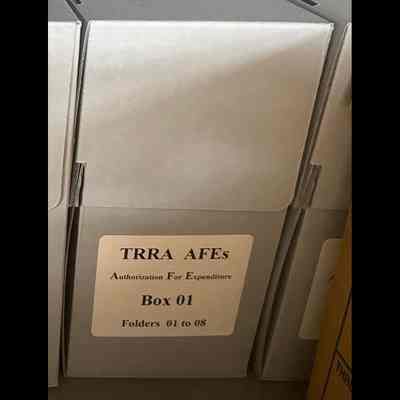 TRRA AFEs
Authorization For Expenditure
Box 01
Folders 01 to 08